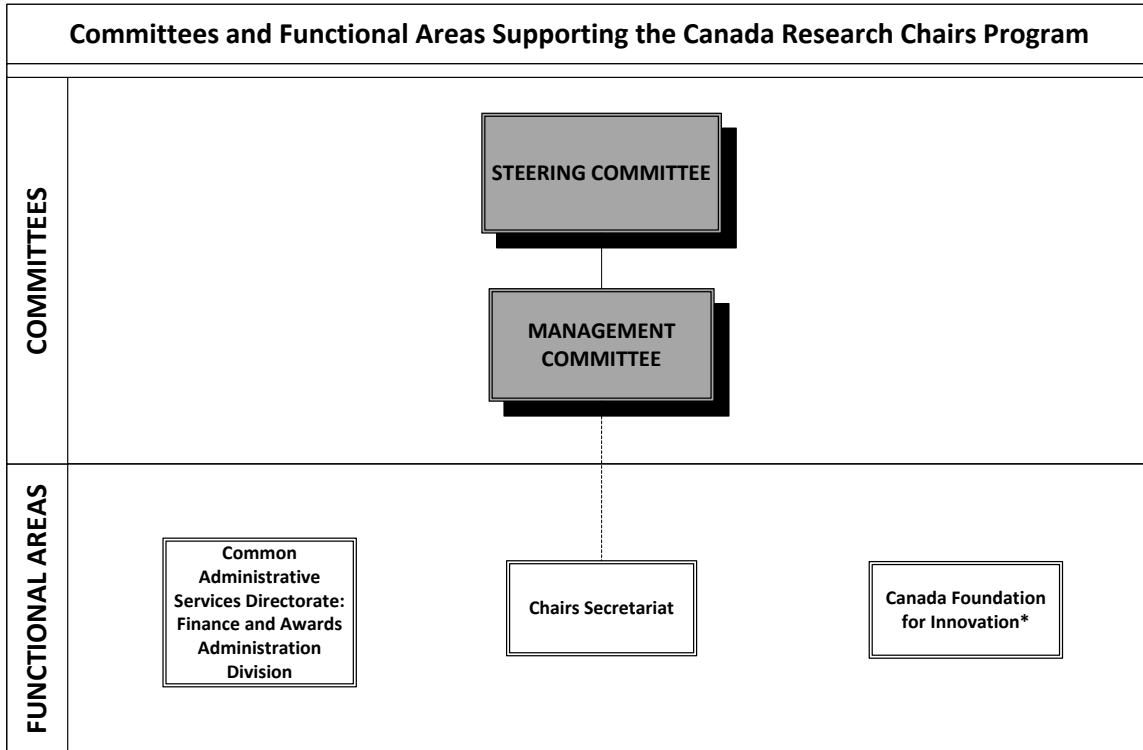 Committees and Functional Areas Supporting the Canada Research Chairs Program
COMMITTEES
STEERING COMMITTEE
MANAGEMENT
COMMITTEE
FUNCTIONAL AREAS
Common
Administrative
Services Directorate:
Finance and Awards
Administration
Division
Chairs Secretariat
Canada Foundation
for Innovation*